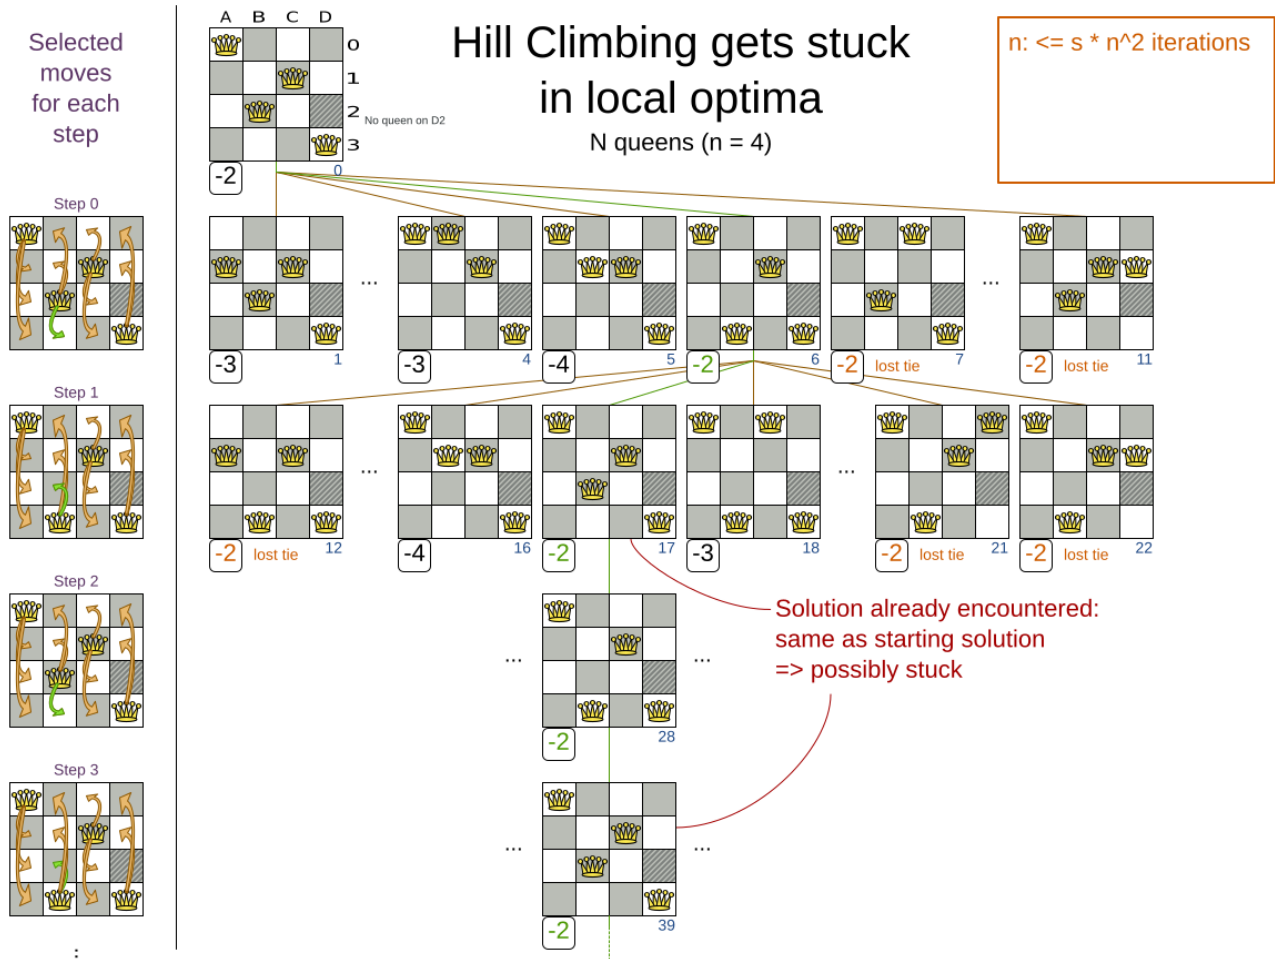 Selected
moves
for each
step
A B C D
0
1
2
3
No queen on D2
-2
0
Hill Climbing gets stuck
in local optima
N queens (n = 4)
n: <= s * n^2 iterations
Step 0
...
...
-3
1
-3
4
-4
5
-2
6
-2
lost tie
7
-2
lost tie
11
Step 1
...
...
-2
lost tie
12
-4
16
-2
17
-3
18
-2
lost tie
21
-2
lost tie
22
Step 2
...
...
-2
28
Solution already encountered:
same as starting solution
=> possibly stuck
Step 3
...
...
-2
39
: